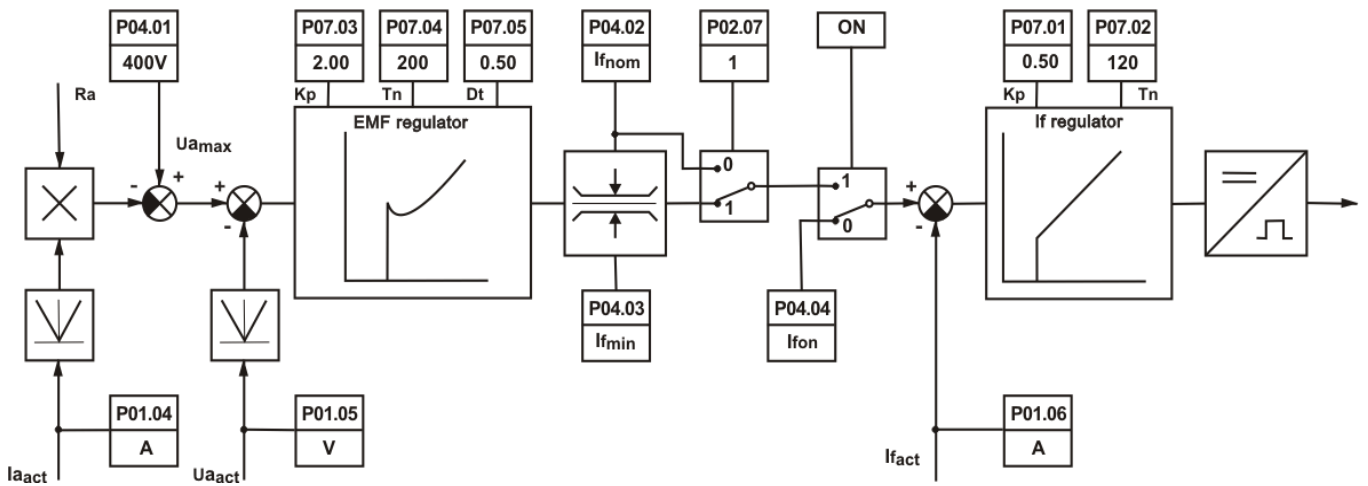 P04.01
400V
P07.03
2.00
P07.04
200
P07.05
0.50
P04.02
Ifnom
P02.07
1
ON
P07.01
0.50
P07.02
120
Ra
Kp
Tn
Dt
Kp
Tn
EMF regulator
If regulator
Uamax
0
1
1
0
-
+
+
-
+
-
P04.03
Ifmin
P04.04
Ifon
P01.04
A
P01.05
V
P01.06
A
Iaact
Uaact
Ifact